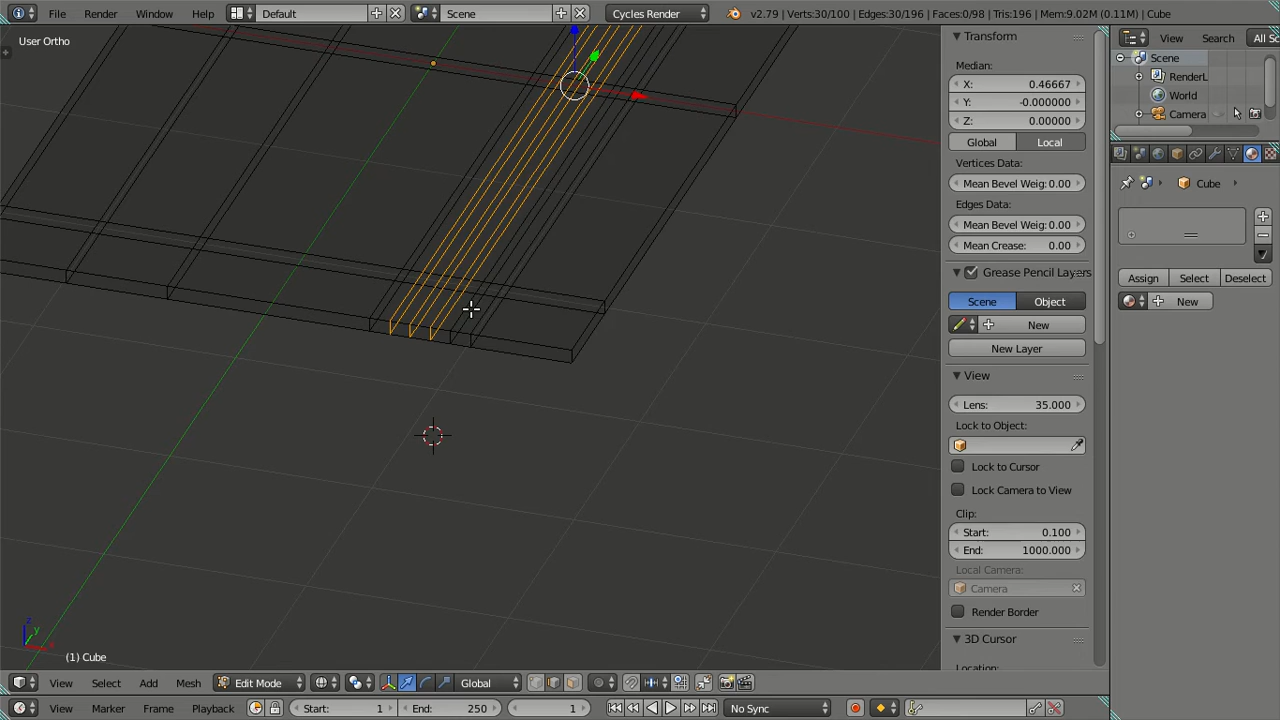 File Render Window Help Default Scene Cycles Render v2.79 | Verts:30/100 | Edges:30/196 | Faces:0/98 | Tris:196 | Mem:9.02M (0.11M) | Cube
User Ortho
Transform
View Search All Sc
Scene
RenderL
World
Camera
Median:
X: 0.46667
Y: -0.000000
Z: 0.00000
Global Local
Vertices Data:
Mean Bevel Weig: 0.00
Edges Data:
Mean Bevel Weig: 0.00
Mean Crease: 0.00
Cube
Grease Pencil Layers
Assign Select Deselect
Scene Object
New
New
New Layer
View
Lens: 35.000
Lock to Object:
Lock to Cursor
Lock Camera to View
Clip:
Start: 0.100
End: 1000.000
Local Camera:
Camera
Render Border
3D Cursor
z
y
x
(1) Cube
View Select Add Mesh Edit Mode Global
View Marker Frame Playback Start: 1 End: 250 1 No Sync